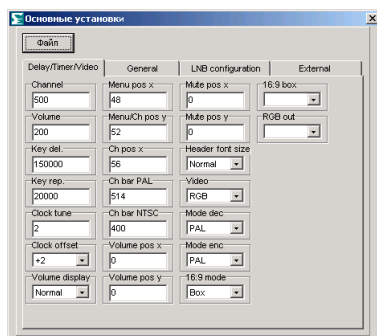 Основные установки
Файл
Delay/Timer/Video General LNB configuration External
Channel Menu pos x Mute pos x 16:9 box
500 48 0
Volume Menu/Ch pos y Mute pos y RGB out
200 52 0
Key del. Ch pos x Header font size
150000 56 Normal
Key rep. Ch bar PAL Video
20000 514 RGB
Clock tune Ch bar NTSC Mode dec
2 400 PAL
Clock offset Volume pos x Mode enc
+2 0 PAL
Volume display Volume pos y 16:9 mode
Normal 0 Box